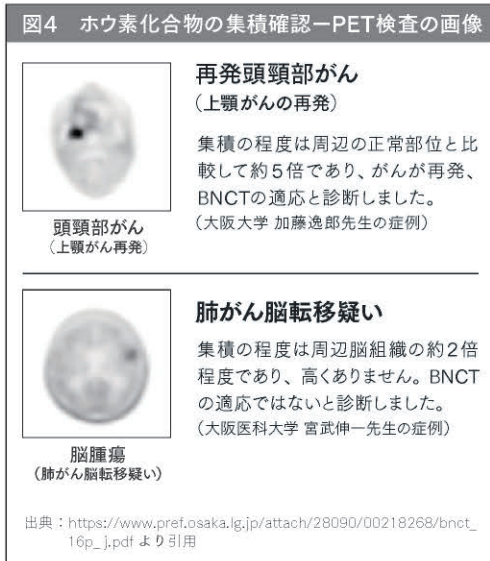 図4 ホウ素化合物の集積確認ーPET検査の画像
再発頭頸部がん
（上顎がんの再発）
集積の程度は周辺の正常部位と比
較して約5倍であり、がんが再発、
BNCTの適応と診断しました。
（大阪大学 加藤逸郎先生の症例）
頭頸部がん
（上顎がん再発）
肺がん脳転移疑い
集積の程度は周辺脳組織の約2倍
程度であり、高くありません。BNCT
の適応ではないと診断しました。
（大阪医科大学 宮武伸一先生の症例）
脳腫瘍
（肺がん脳転移疑い）
出典：https://www.pref.osaka.lg.jp/attach/28090/00218268/bnct_
16p_j.pdf より引用